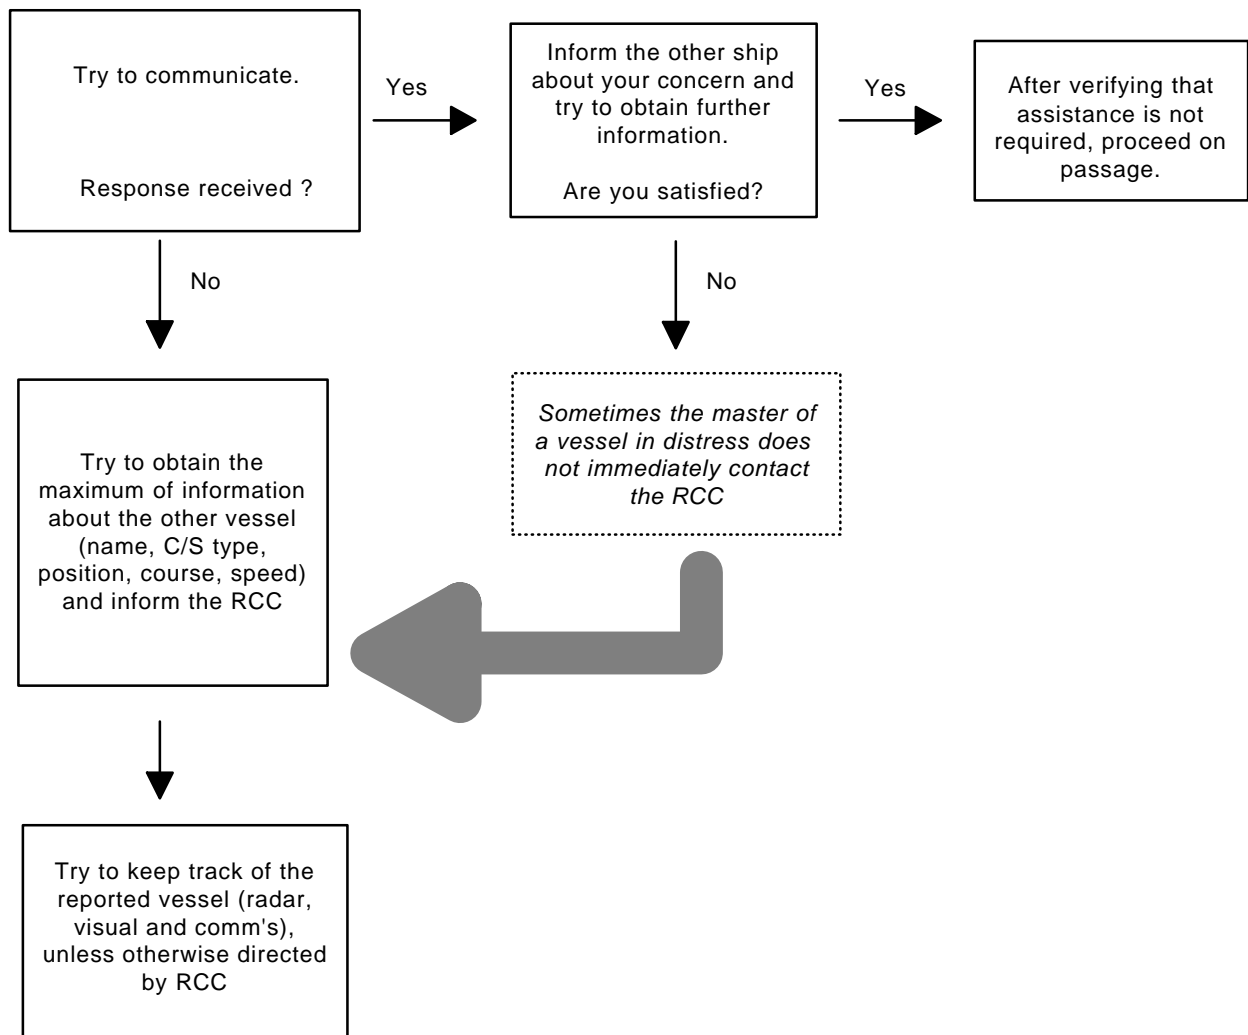 Try to communicate.
Response received ?
Yes
Inform the other ship
about your concern and
try to obtain further
information.
Are you satisfied?
Yes
After verifying that
assistance is not
required, proceed on
passage.
No
No
Try to obtain the
maximum of information
about the other vessel
(name, C/S type,
position, course, speed)
and inform the RCC
Sometimes the master of
a vessel in distress does
not immediately contact
the RCC
Try to keep track of the
reported vessel (radar,
visual and comm's),
unless otherwise directed
by RCC